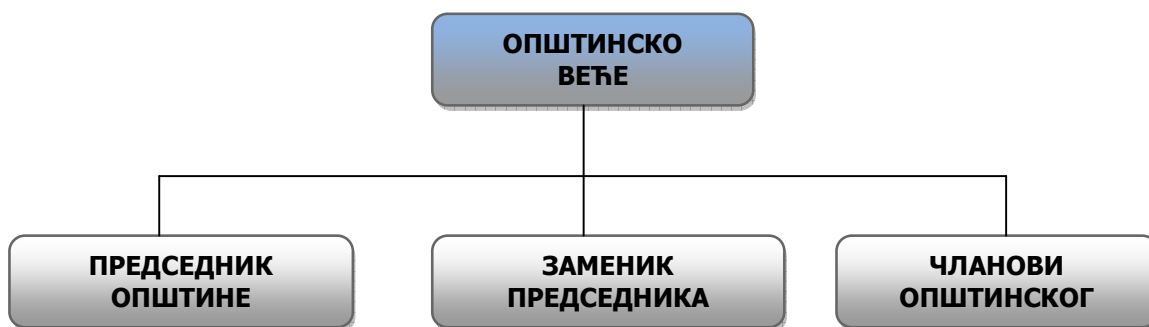 ОПШТИНСКО
ВЕЋЕ
ПРЕДСЕДНИК
ОПШТИНЕ
ЗАМЕНИК
ПРЕДСЕДНИКА
ЧЛАНОВИ
ОПШТИНСКОГ